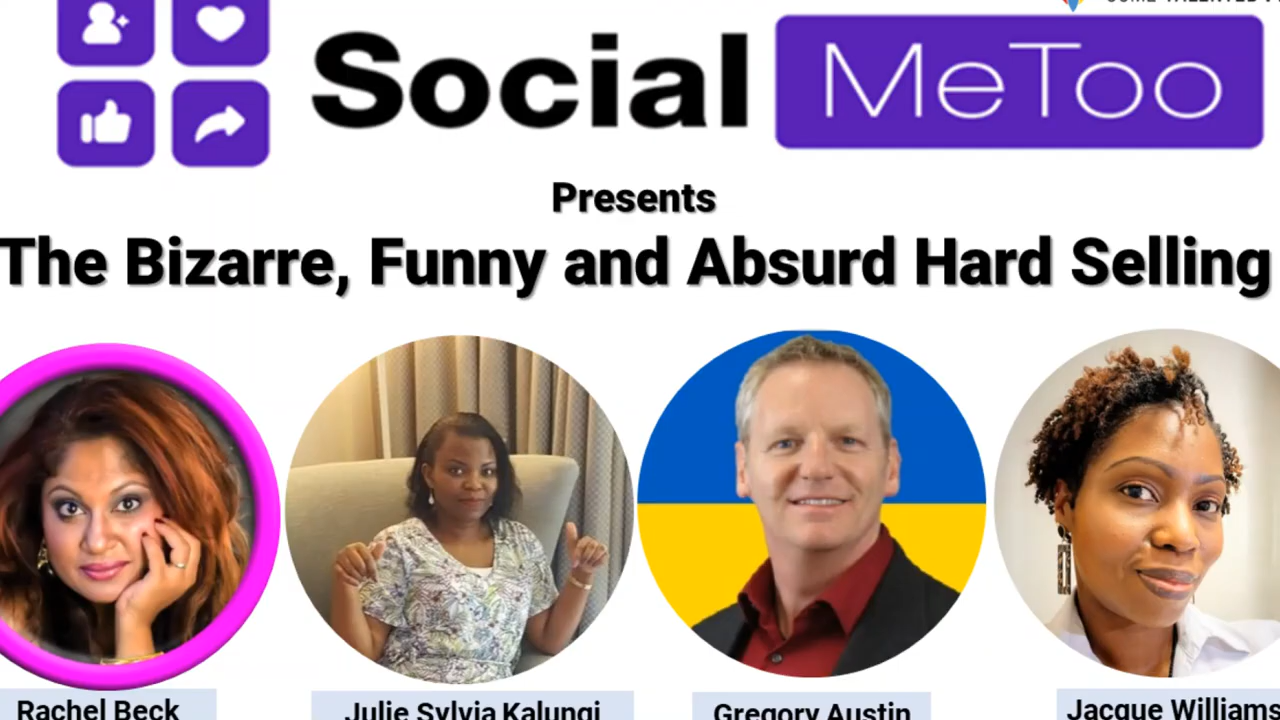 Social MeToo
Presents
The Bizarre, Funny and Absurd Hard Selling
Rachel Beck
Julie Sylvia Kalungi
Gregory Austin
Jacque Williams